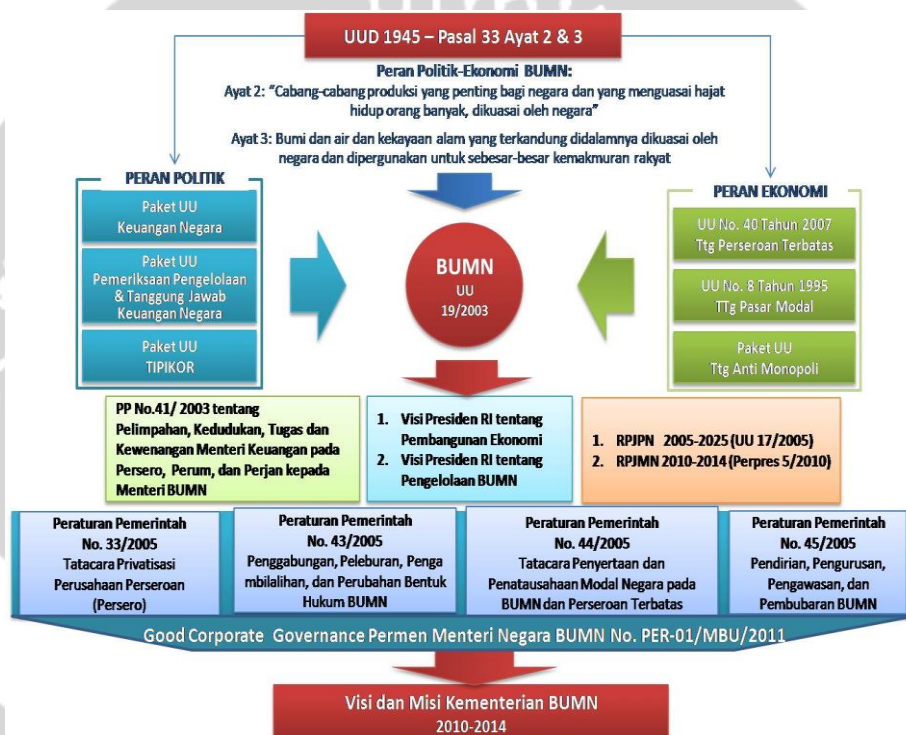 UUD 1945 – Pasal 33 Ayat 2 & 3
Peran Politik-Ekonomi BUMN:
Ayat 2: “Cabang-cabang produksi yang penting bagi negara dan yang menguasai hajat
hidup orang banyak, dikuasai oleh negara”
Ayat 3: Bumi dan air dan kekayaan alam yang terkandung didalamnya dikuasai oleh
negara dan dipergunakan untuk sebesar-besar kemakmuran rakyat
PERAN POLITIK
Paket UU
Keuangan Negara
Paket UU
Pemeriksaan Pengelolaan
& Tanggung Jawab
Keuangan Negara
Paket UU
TIPIKOR
BUMN
UU
19/2003
PERAN EKONOMI
UU No. 40 Tahun 2007
Ttg Perseroan Terbatas
UU No. 8 Tahun 1995
TTg Pasar Modal
Paket UU
Ttg Anti Monopoli
PP No.41/ 2003 tentang
Pelimpahan, Kedudukan, Tugas dan
Kewenangan Menteri Keuangan pada
Persero, Perum, dan Perjan kepada
Menteri BUMN
1. Visi Presiden RI tentang
Pembangunan Ekonomi
2. Visi Presiden RI tentang
Pengelolaan BUMN
1. RPJPN 2005-2025 (UU 17/2005)
2. RPJMN 2010-2014 (Perpres 5/2010)
Peraturan Pemerintah
No. 33/2005
Tatacara Privatisasi
Perusahaan Perseroan
(Persero)
Peraturan Pemerintah
No. 43/2005
Penggabungan, Peleburan, Penga
mbilalihan, dan Perubahan Bentuk
Hukum BUMN
Peraturan Pemerintah
No. 44/2005
Tatacara Penyertaan dan
Penatausahaan Modal Negara pada
BUMN dan Perseroan Terbatas
Peraturan Pemerintah
No. 45/2005
Pendirian, Pengurusan,
Pengawasan, dan
Pembubaran BUMN
Good Corporate Governance Permen Menteri Negara BUMN No. PER-01/MBU/2011
Visi dan Misi Kementerian BUMN
2010-2014